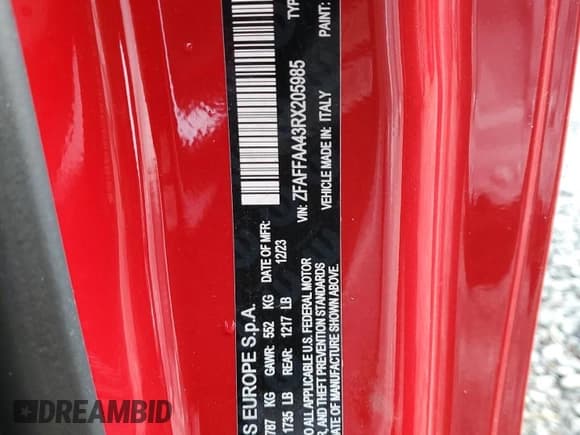 S EUROPE S.p.A.
DATE OF MFR: 12/23
787 KG GAWR: 552 KG
1735 LB REAR: 1217 LB
O ALL APPLICABLE U.S. FEDERAL MOTOR
R, AND THEFT PREVENTION STANDARDS
DATE OF MANUFACTURE SHOWN ABOVE.
VIN: ZFAFFAA43RX205985
VEHICLE MADE IN: ITALY
TYP
PAINT:
DREAMBID